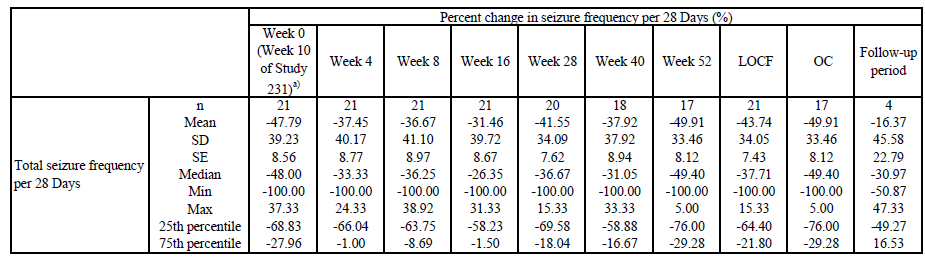 Percent change in seizure frequency per 28 Days (%)
Week 0 (Week 10 of Study 231)a) Week 4 Week 8 Week 16 Week 28 Week 40 Week 52 LOCF OC Follow-up period
Total seizure frequency per 28 Days
n 21 21 21 21 20 18 17 21 17 4
Mean -47.79 -37.45 -36.67 -31.46 -41.55 -37.92 -49.91 -43.74 -49.91 -16.37
SD 39.23 40.17 41.10 39.72 34.09 37.92 33.46 34.05 33.46 45.58
SE 8.56 8.77 8.97 8.67 7.62 8.94 8.12 7.43 8.12 22.79
Median -48.00 -33.33 -36.25 -26.35 -36.67 -31.05 -49.40 -37.71 -49.40 -30.97
Min -100.00 -100.00 -100.00 -100.00 -100.00 -100.00 -100.00 -100.00 -100.00 -50.87
Max 37.33 24.33 38.92 31.33 15.33 33.33 5.00 15.33 5.00 47.33
25th percentile -68.83 -66.04 -63.75 -58.23 -69.58 -58.88 -76.00 -64.40 -76.00 -49.27
75th percentile -27.96 -1.00 -8.69 -1.50 -18.04 -16.67 -29.28 -21.80 -29.28 16.53